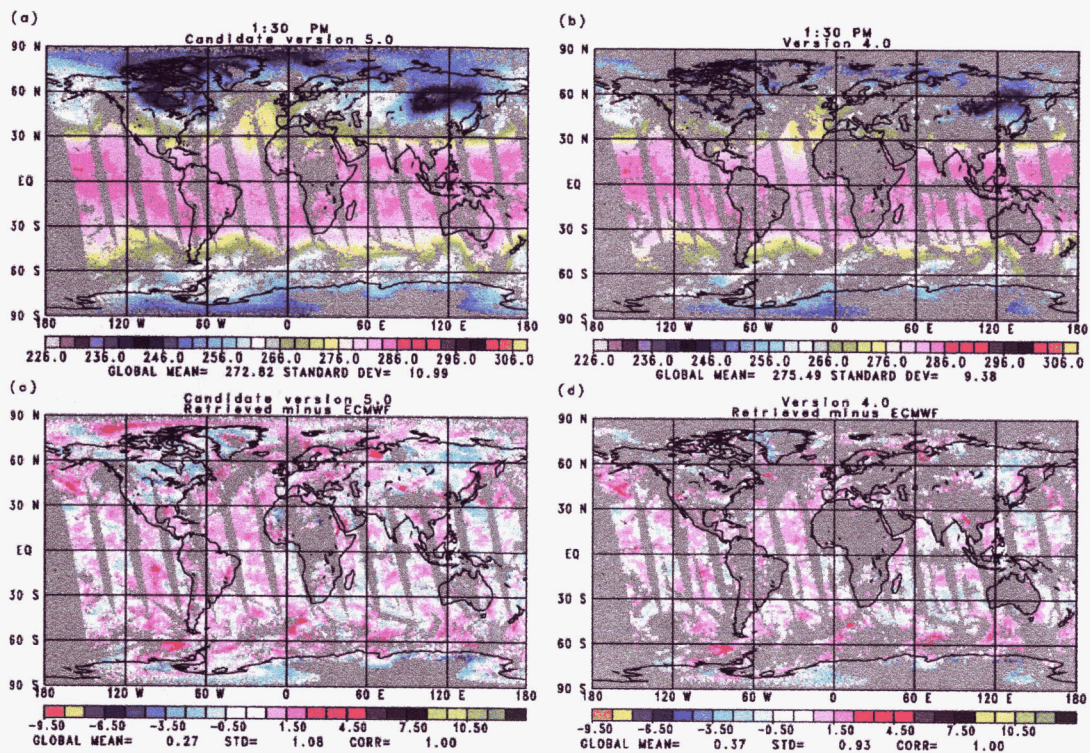 (a)
1:30 PM
Candidate version 5.0
90 N
60 N
30 N
EQ
30 S
60 S
90 S
180 120 W 60 W 0 60 E 120 E 180
226.0 236.0 246.0 256.0 266.0 276.0 286.0 296.0 306.0
GLOBAL MEAN= 272.82 STANDARD DEV= 10.99
(b)
1:30 PM
Version 4.0
90 N
60 N
30 N
EQ
30 S
60 S
90 S
180 120 W 60 W 0 60 E 120 E 180
226.0 236.0 246.0 256.0 266.0 276.0 286.0 296.0 306.0
GLOBAL MEAN= 275.49 STANDARD DEV= 9.38
(c)
Candidate version 5.0
Retrieved minus ECMWF
90 N
60 N
30 N
EQ
30 S
60 S
90 S
180 120 W 60 W 0 60 E 120 E 180
-9.50 -6.50 -3.50 -0.50 1.50 4.50 7.50 10.50
GLOBAL MEAN= 0.27 STD= 1.08 CORR= 1.00
(d)
Version 4.0
Retrieved minus ECMWF
90 N
60 N
30 N
EQ
30 S
60 S
90 S
180 120 W 60 W 0 60 E 120 E 180
-9.50 -6.50 -3.50 -0.50 1.50 4.50 7.50 10.50
GLOBAL MEAN= 0.37 STD= 0.93 CORR= 1.00